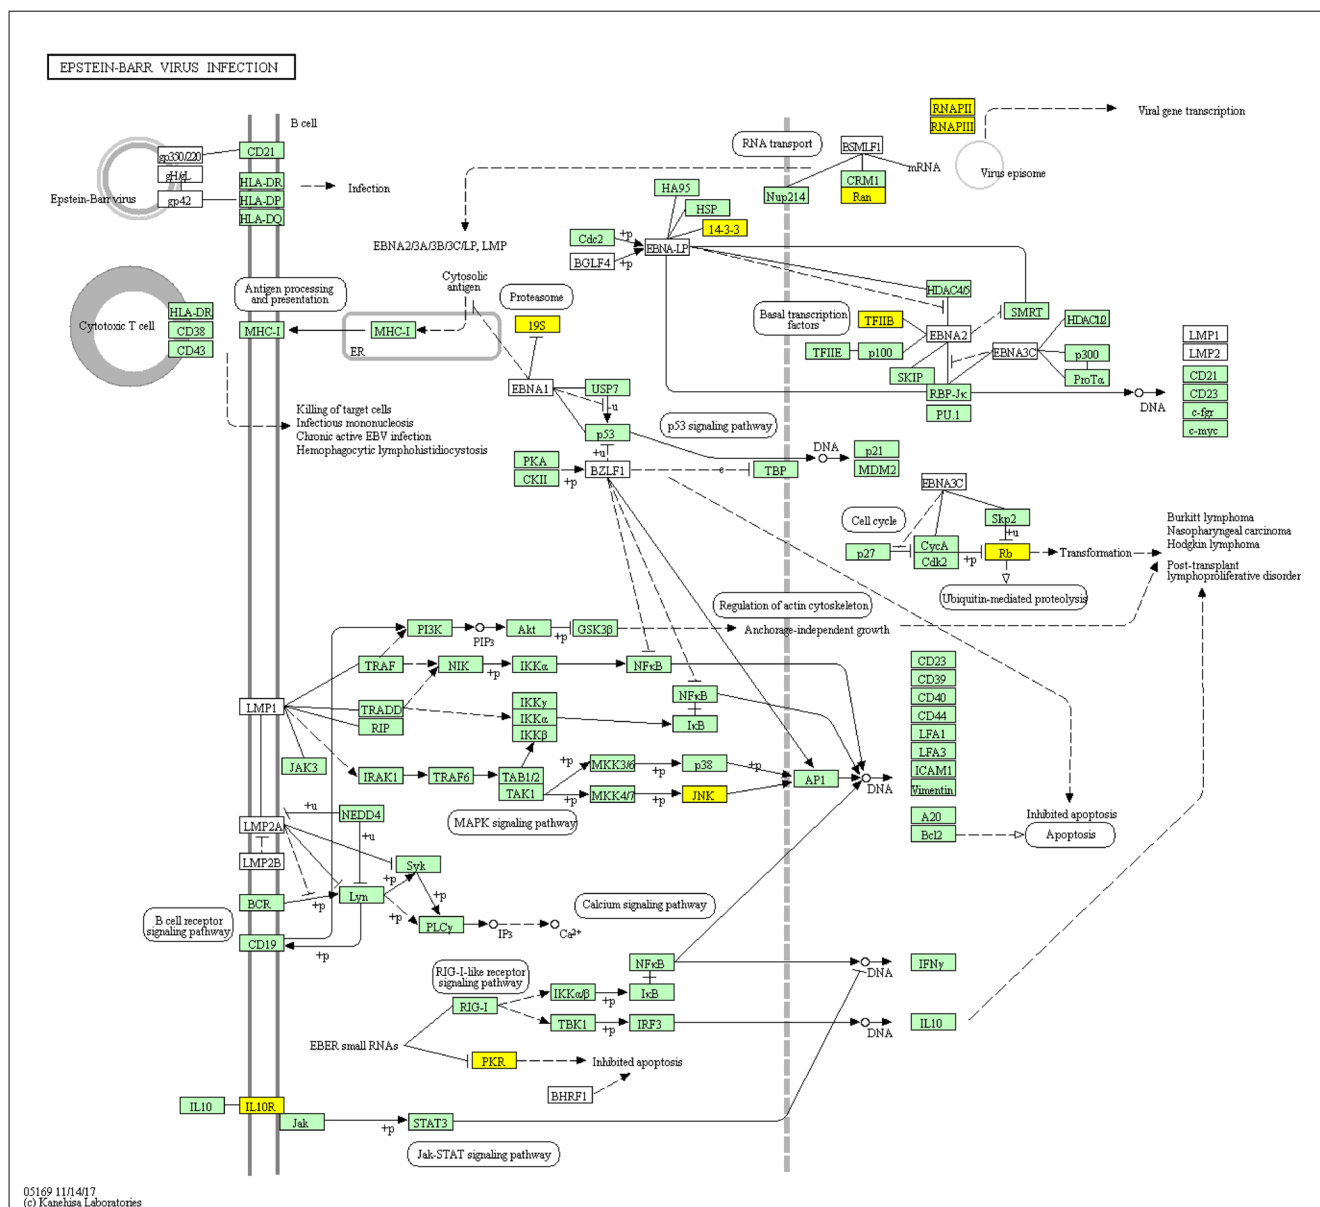 EPSTEIN-BARR VIRUS INFECTION
B cell
RNAPII
RNAPIII
Viral gene transcription
Virus episome
gp350/220
gH/gL
gp42
Epstein-Barr virus
CD21
HLA-DR
HLA-DP
HLA-DQ
Infection
RNA transport
BSMLF1
mRNA
Nup214
CRM1
Ran
HA95
HSP
14-3-3
Cdc2
+p
EBNA-LP
BGLF4
+p
EBNA2/3A/3B/3C/LP, LMP
Cytosolic
antigen
Antigen processing
and presentation
Proteasome
Cytotoxic T cell
HLA-DR
CD38
CD43
MHC-I
MHC-I
ER
19S
Basal transcription
factors
HDAC4/5
TFIIB
EBNA2
SMRT
HDAC1/2
TFIIE
p100
EBNA3C
p300
SKIP
ProTα
RBP-Jκ
PU.1
DNA
LMP1
LMP2
CD21
CD23
c-fgr
c-myc
EBNA1
USP7
-u
p53
p53 signaling pathway
+u
Killing of target cells
Infectious mononucleosis
Chronic active EBV infection
Hemophagocytic lymphohistidiocystosis
PKA
CKII
+p
BZLF1
TBP
DNA
p21
MDM2
EBNA3C
Cell cycle
Skp2
+u
p27
CycA
Cdk2
+p
Rb
Transformation
Ubiquitin-mediated proteolysis
Burkitt lymphoma
Nasopharyngeal carcinoma
Hodgkin lymphoma
Post-transplant
lymphoproliferative disorder
Regulation of actin cytoskeleton
Anchorage-independent growth
PI3K
PIP3
Akt
+p
GSK3β
TRAF
NIK
+p
IKKα
NFκB
LMP1
TRADD
RIP
IKKγ
IKKα
IKKβ
NFκB
IκB
JAK3
IRAK1
TRAF6
TAB1/2
TAK1
+p
+p
MKK3/6
+p
p38
+p
MKK4/7
+p
JNK
AP1
DNA
MAPK signaling pathway
CD23
CD39
CD40
CD44
LFA1
LFA3
ICAM1
Vimentin
A20
Bcl2
Inhibited apoptosis
Apoptosis
+u
NEDD4
+u
LMP2A
LMP2B
Syk
+p
BCR
+p
Lyn
+p
+p
PLCγ
IP3
Ca2+
B cell receptor
signaling pathway
CD19
+p
Calcium signaling pathway
RIG-I-like receptor
signaling pathway
NFκB
IκB
DNA
IFNγ
RIG-I
IKKα/β
+p
TBK1
+p
IRF3
DNA
IL10
EBER small RNAs
PKR
Inhibited apoptosis
BHRF1
IL10
IL10R
Jak
+p
STAT3
Jak-STAT signaling pathway
05169 11/14/17
(c) Kanehisa Laboratories